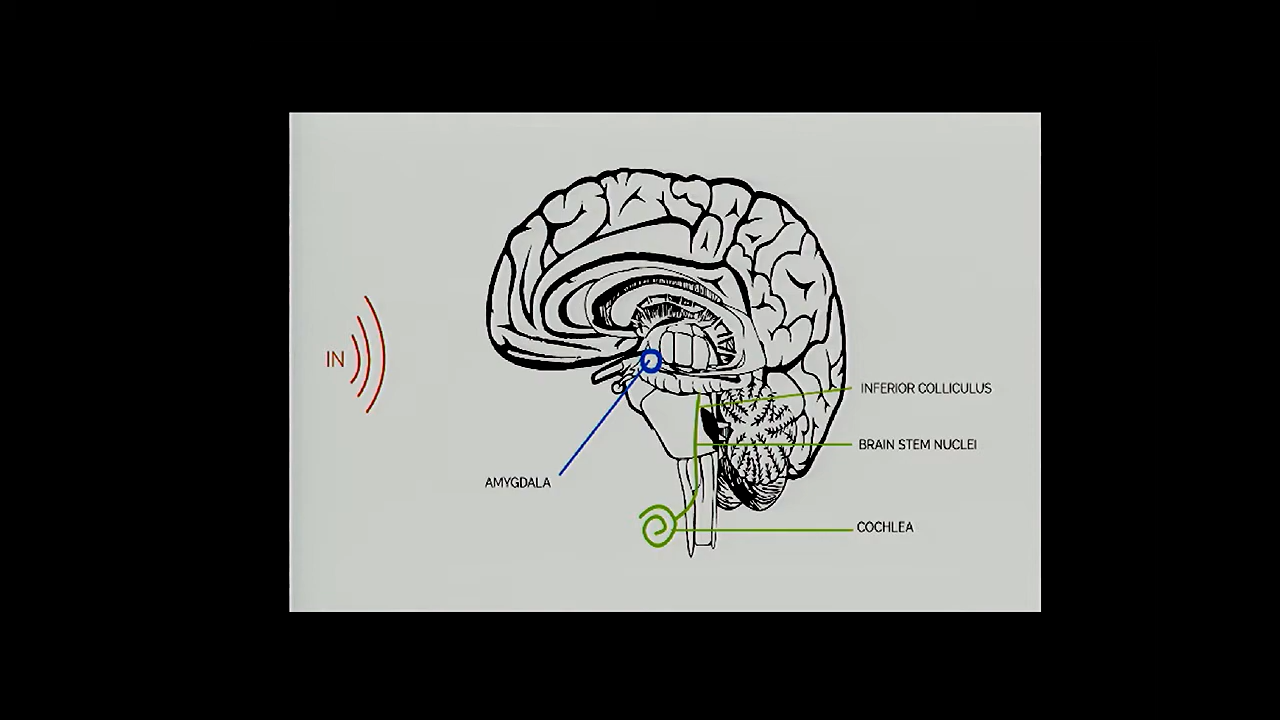 IN
INFERIOR COLLICULUS
BRAIN STEM NUCLEI
AMYGDALA
COCHLEA